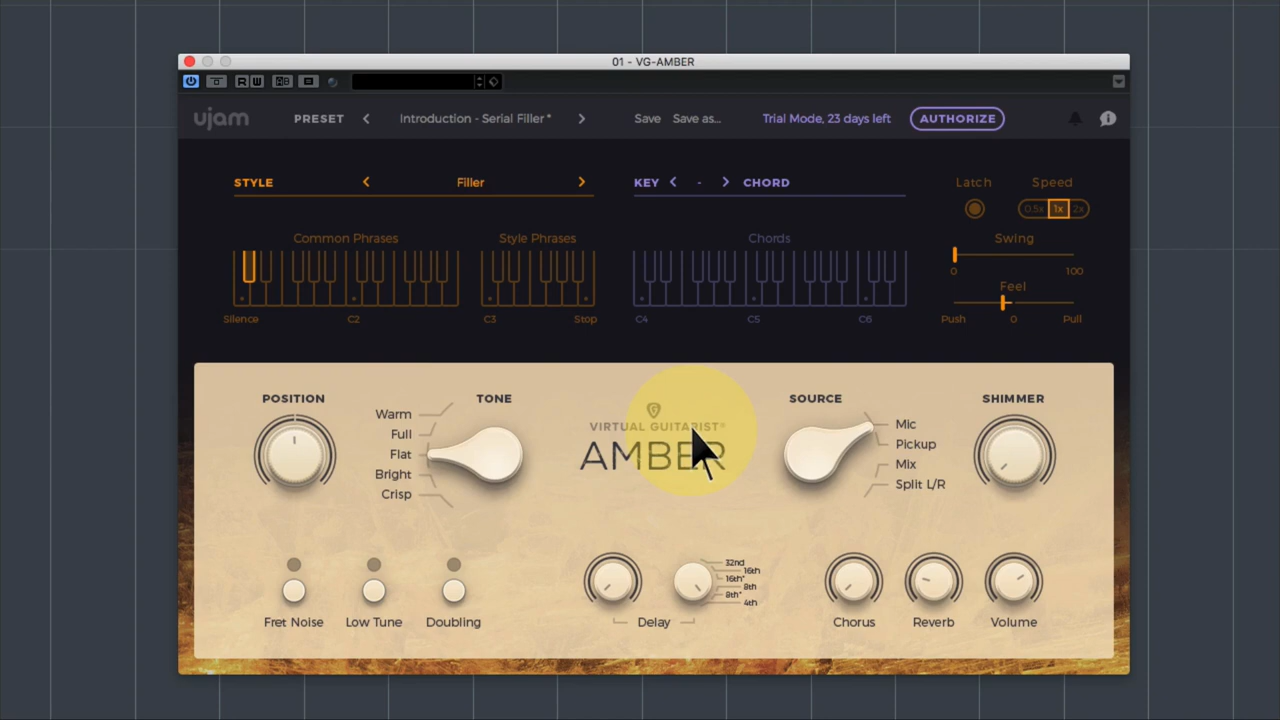 01 - VG-AMBER
R W
ujam PRESET < Introduction - Serial Filler* > Save Save as... Trial Mode, 23 days left AUTHORIZE
STYLE < Filler > KEY < - > CHORD Latch Speed
0.5x 1x 2x
Common Phrases Style Phrases Chords Swing
0 100
Feel
Silence C2 C3 Stop C4 C5 C6 Push 0 Pull
POSITION TONE SOURCE SHIMMER
Warm
Full
Flat
Bright
Crisp
VIRTUAL GUITARIST®
AMBER
Mic
Pickup
Mix
Split L/R
32nd
16th
16th*
8th
8th*
4th
Fret Noise Low Tune Doubling Delay Chorus Reverb Volume